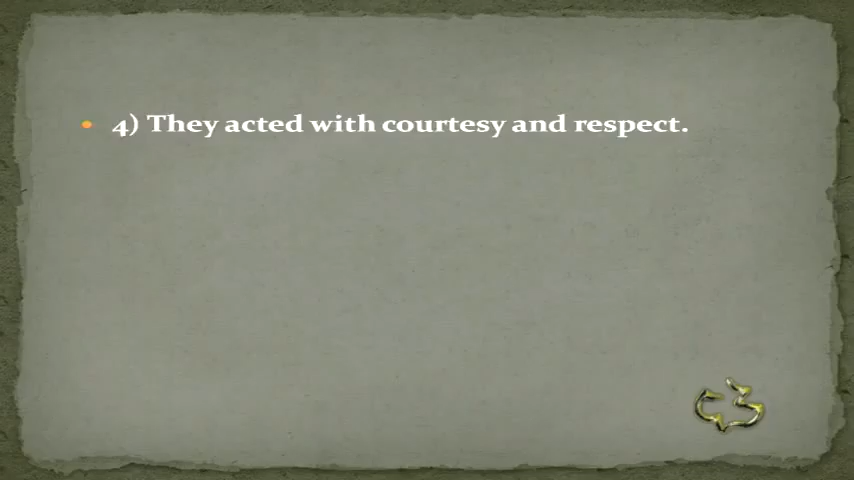 • 4) They acted with courtesy and respect.